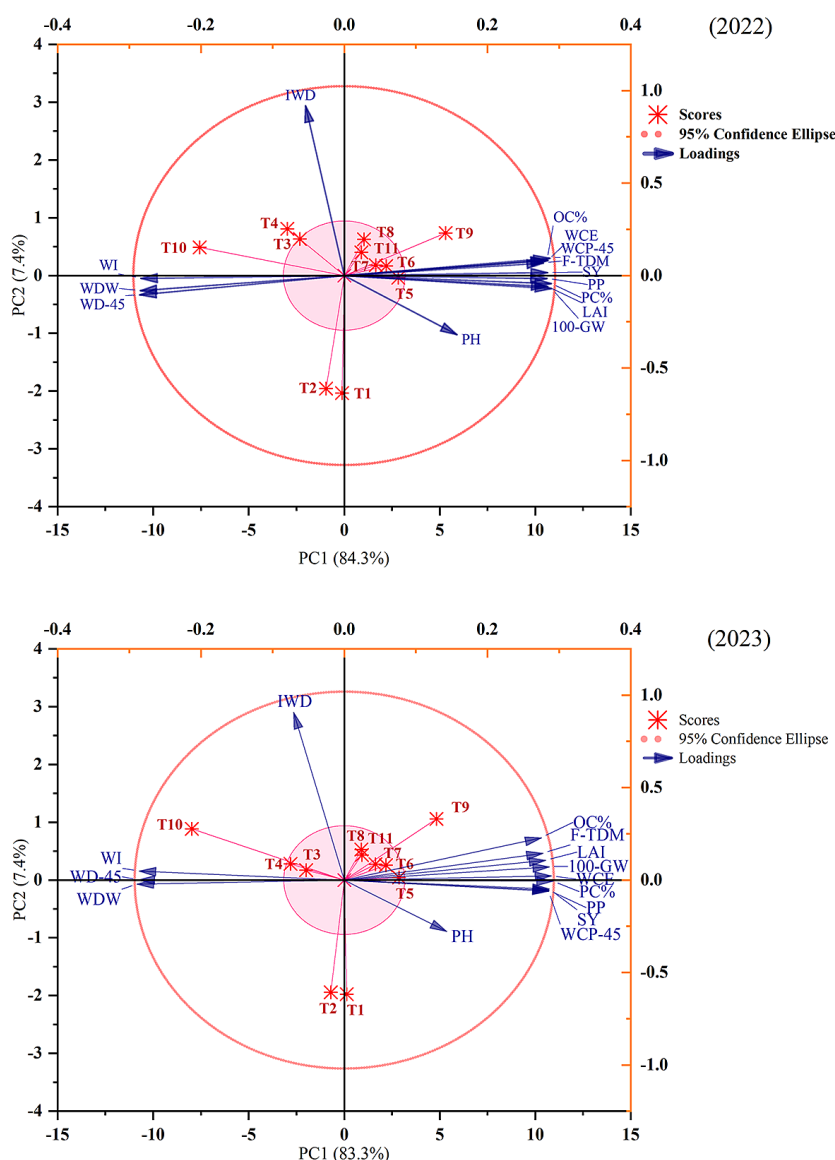 (2022)
-0.4 -0.2 0.0 0.2 0.4
4
3
2
1
0
-1
-2
-3
-4
PC2 (7.4%)
1.0
0.5
0.0
-0.5
-1.0
Scores
95% Confidence Ellipse
Loadings
IWD
T4
T3
T10
T8
T11
T9
T7
T6
T5
WI
WDW
WD-45
OC%
WCE
WCP-45
F-TDM
SY
PP
PC%
LAI
100-GW
PH
T2
T1
-15 -10 -5 0 5 10 15
PC1 (84.3%)
(2023)
-0.4 -0.2 0.0 0.2 0.4
4
3
2
1
0
-1
-2
-3
-4
PC2 (7.4%)
1.0
0.5
0.0
-0.5
-1.0
Scores
95% Confidence Ellipse
Loadings
IWD
T10
T9
T8
T11
T4
T3
T7
T6
T5
WI
WD-45
WDW
OC%
F-TDM
LAI
100-GW
WCE
PC%
PP
SY
WCP-45
PH
T2
T1
-15 -10 -5 0 5 10 15
PC1 (83.3%)